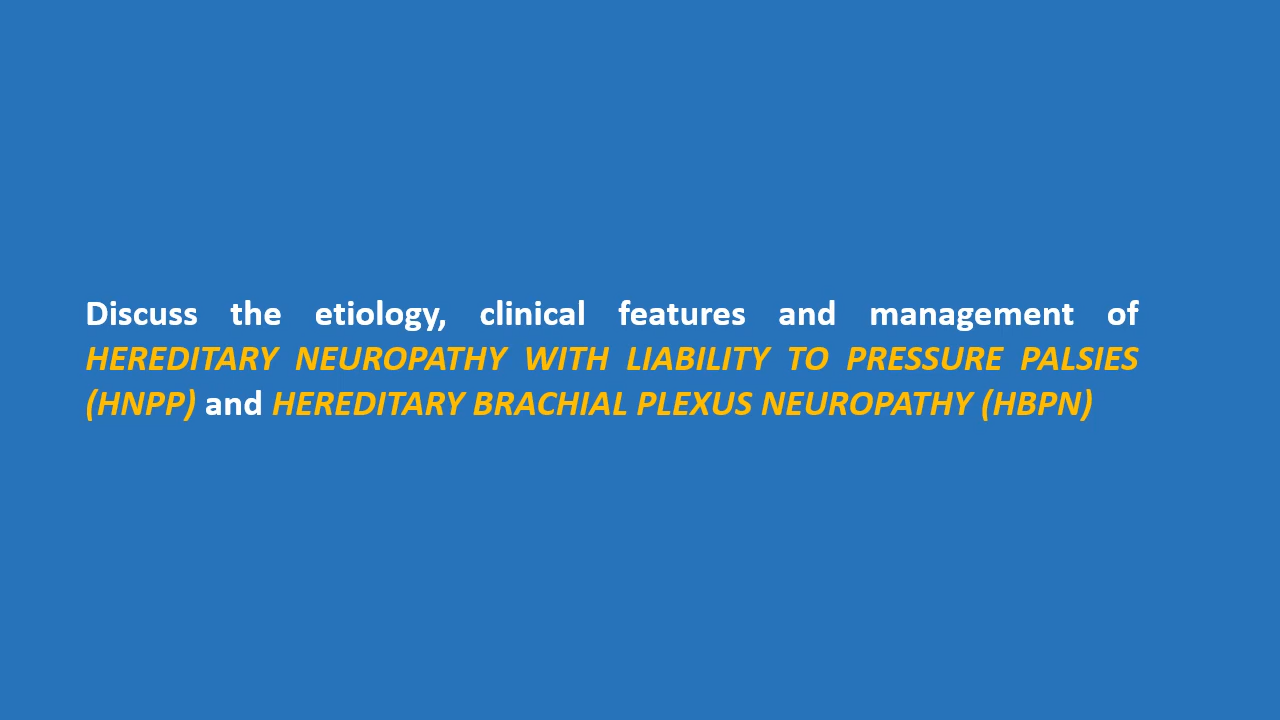 Discuss the etiology, clinical features and management of
HEREDITARY NEUROPATHY WITH LIABILITY TO PRESSURE PALSIES
(HNPP) and HEREDITARY BRACHIAL PLEXUS NEUROPATHY (HBPN)